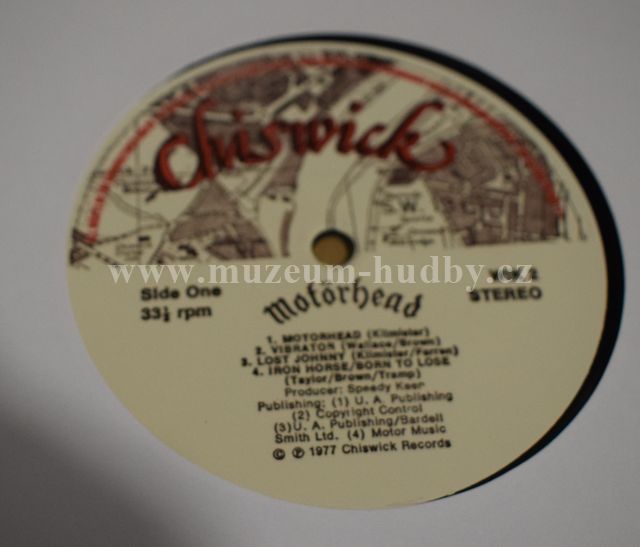 Chiswick
W
www.muzeum-hudby.cz
Side One
33⅓ rpm
STEREO
Motörhead
1. MOTORHEAD (Kilmister)
2. VIBRATOR (Wallace/Brown)
3. LOST JOHNNY (Kilmister/Farren)
4. IRON HORSE/BORN TO LOSE
(Taylor/Brown/Tramp)
Producer: Speedy Keen
Publishing: (1) U. A. Publishing
(2) Copyright Control
(3)U. A. Publishing/Bardell
Smith Ltd. (4) Motor Music
© ℗ 1977 Chiswick Records